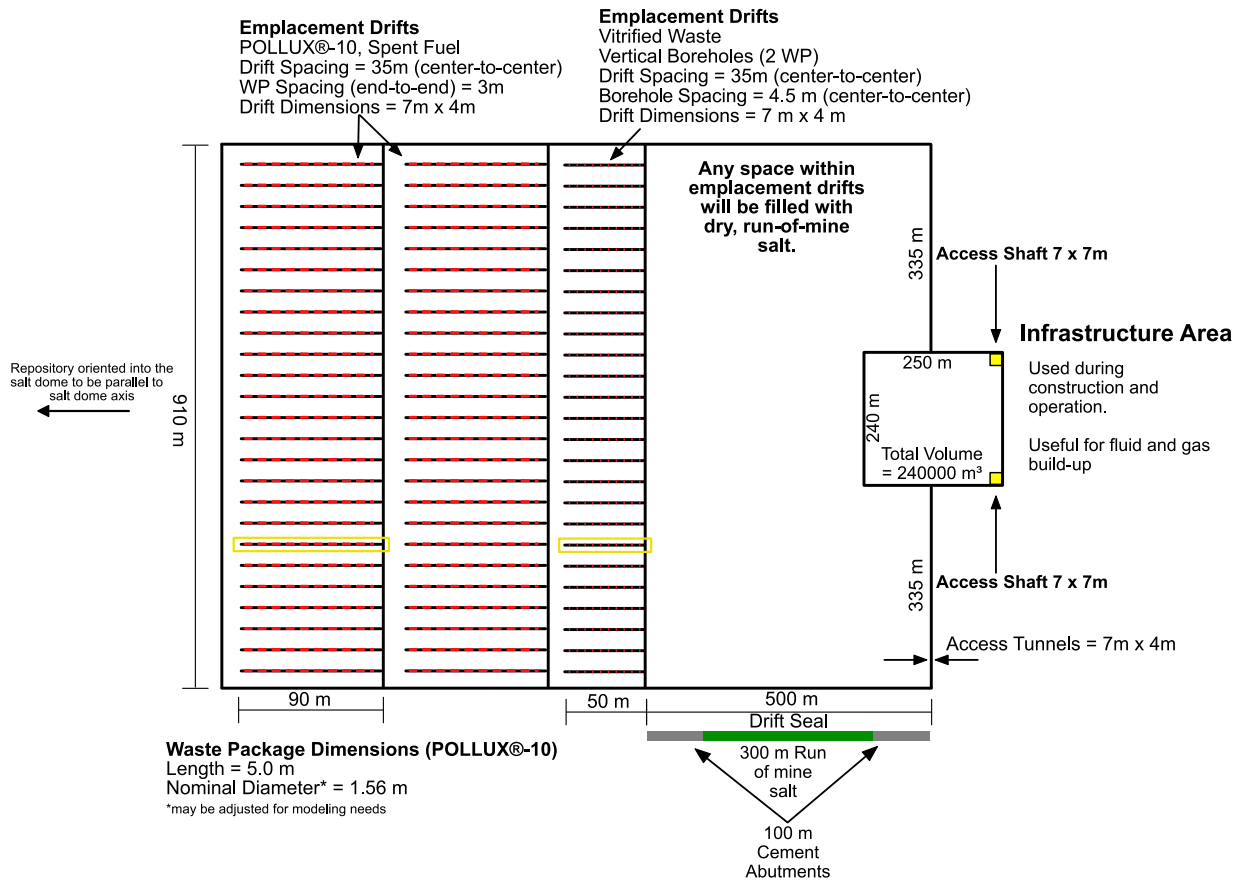 Emplacement Drifts
POLLUX®-10, Spent Fuel
Drift Spacing = 35m (center-to-center)
WP Spacing (end-to-end) = 3m
Drift Dimensions = 7m x 4m
Emplacement Drifts
Vitrified Waste
Vertical Boreholes (2 WP)
Drift Spacing = 35m (center-to-center)
Borehole Spacing = 4.5 m (center-to-center)
Drift Dimensions = 7 m x 4 m
Any space within
emplacement drifts
will be filled with
dry, run-of-mine
salt.
335 m
Access Shaft 7 x 7m
Infrastructure Area
Used during
construction and
operation.
Useful for fluid and gas
build-up
250 m
240 m
Total Volume
= 240000 m³
Repository oriented into the
salt dome to be parallel to
salt dome axis
910 m
335 m
Access Shaft 7 x 7m
Access Tunnels = 7m x 4m
90 m
50 m
500 m
Drift Seal
300 m Run
of mine
salt
100 m
Cement
Abutments
Waste Package Dimensions (POLLUX®-10)
Length = 5.0 m
Nominal Diameter* = 1.56 m
*may be adjusted for modeling needs